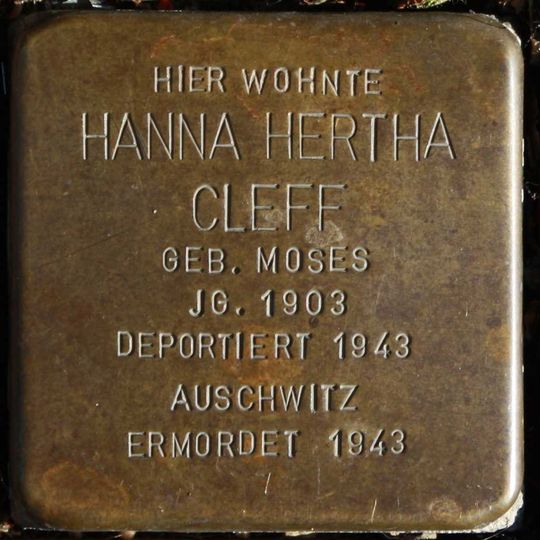 HIER WOHNTE
HANNA HERTHA
CLEFF
GEB. MOSES
JG. 1903
DEPORTIERT 1943
AUSCHWITZ
ERMORDET 1943